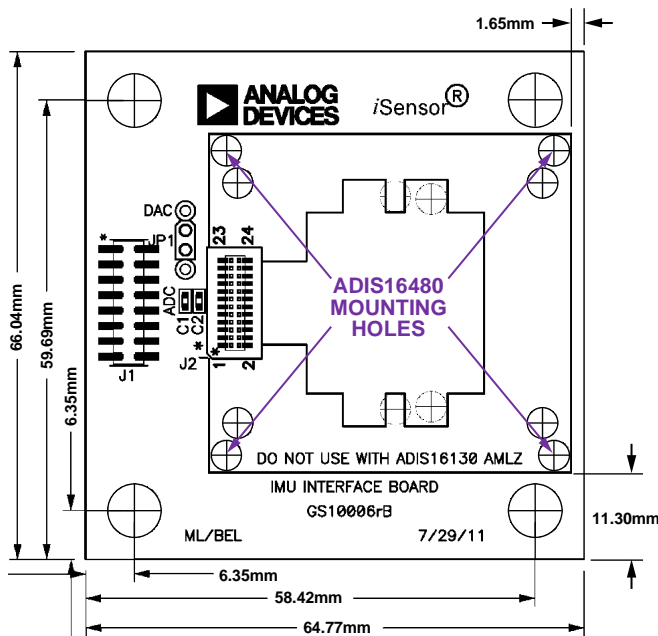 1.65mm
ANALOG
DEVICES
iSensor®
DAC
JP1
*
23 24
ADIS16480
MOUNTING
HOLES
ADC
C1
C2
*
*
J2
1 2
J1
66.04mm
59.69mm
6.35mm
DO NOT USE WITH ADIS16130 AMLZ
IMU INTERFACE BOARD
GS10006rB
ML/BEL
7/29/11
11.30mm
6.35mm
58.42mm
64.77mm